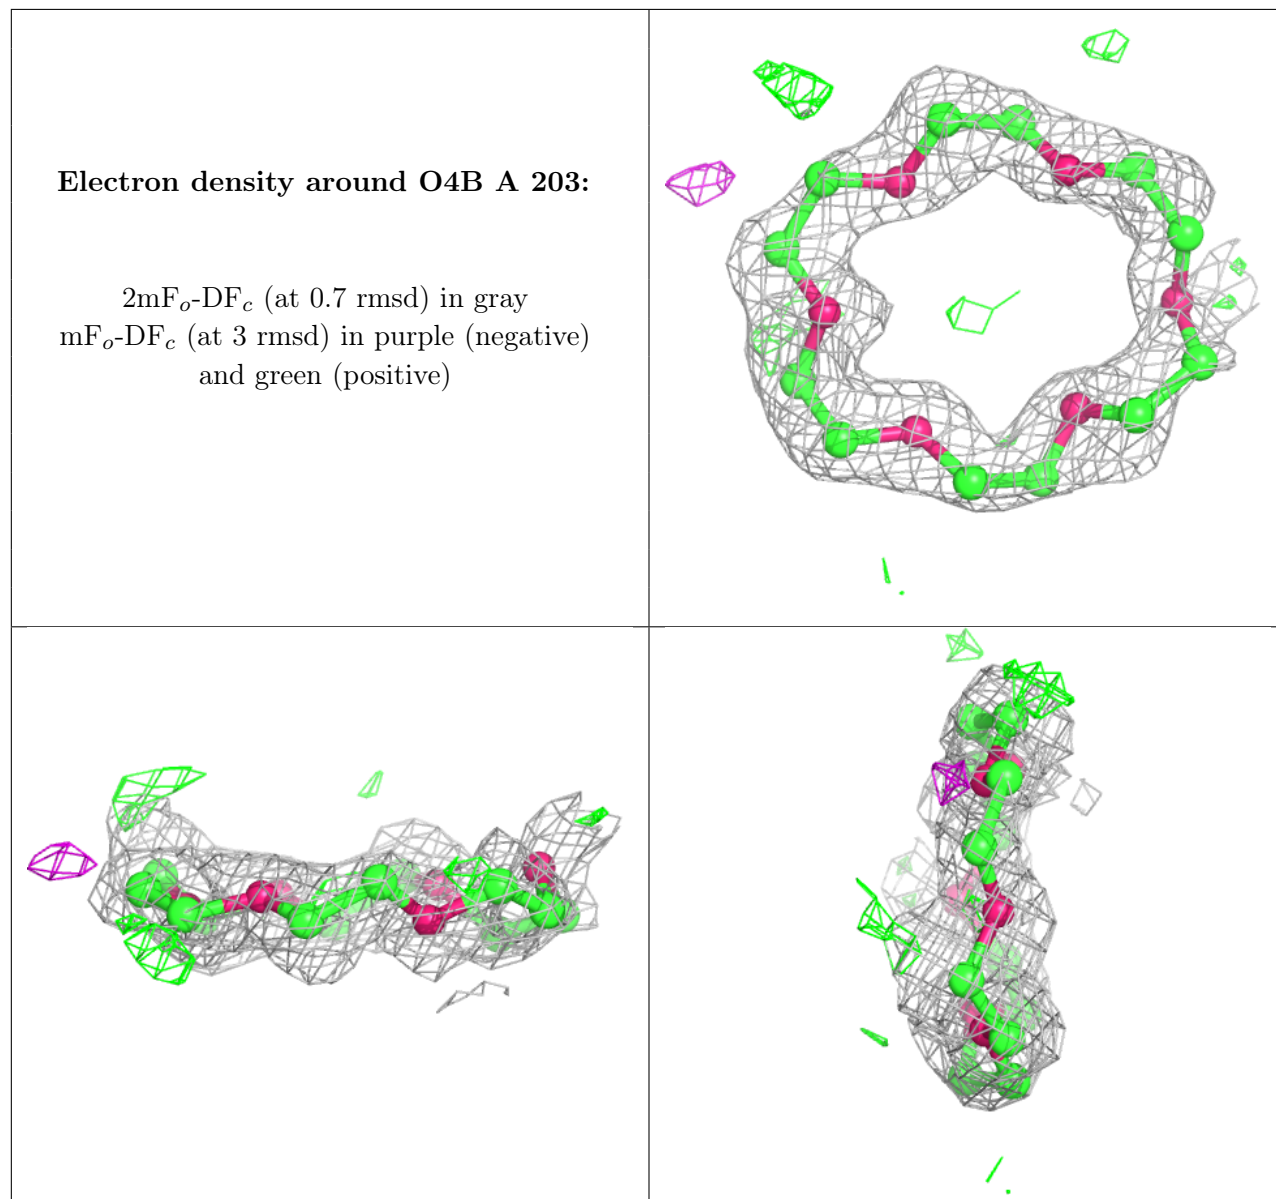 Electron density around O4B A 203:
2mFo-DFc (at 0.7 rmsd) in gray
mFo-DFc (at 3 rmsd) in purple (negative)
and green (positive)